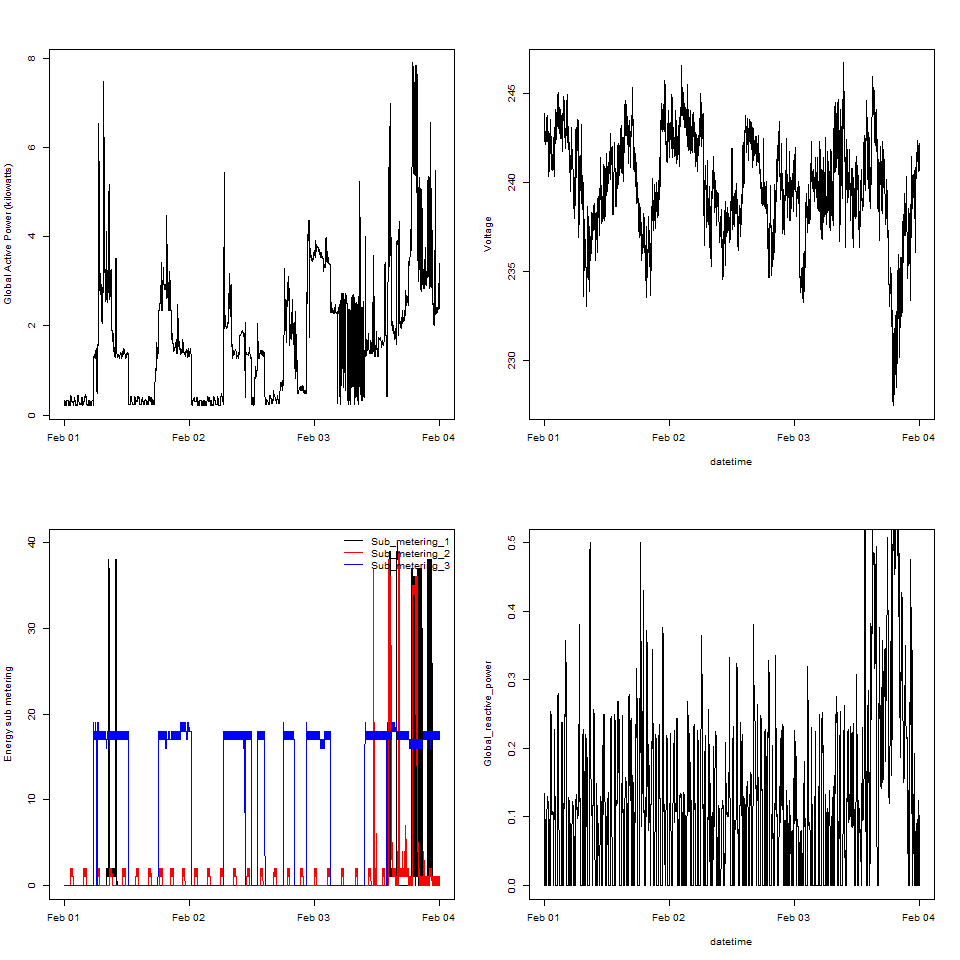 Global Active Power (kilowatts)
0
2
4
6
8
Feb 01
Feb 02
Feb 03
Feb 04
Voltage
230
235
240
245
Feb 01
Feb 02
Feb 03
Feb 04
datetime
Energy sub metering
0
10
20
30
40
Sub_metering_1
Sub_metering_2
Sub_metering_3
Feb 01
Feb 02
Feb 03
Feb 04
Global_reactive_power
0.0
0.1
0.2
0.3
0.4
0.5
Feb 01
Feb 02
Feb 03
Feb 04
datetime